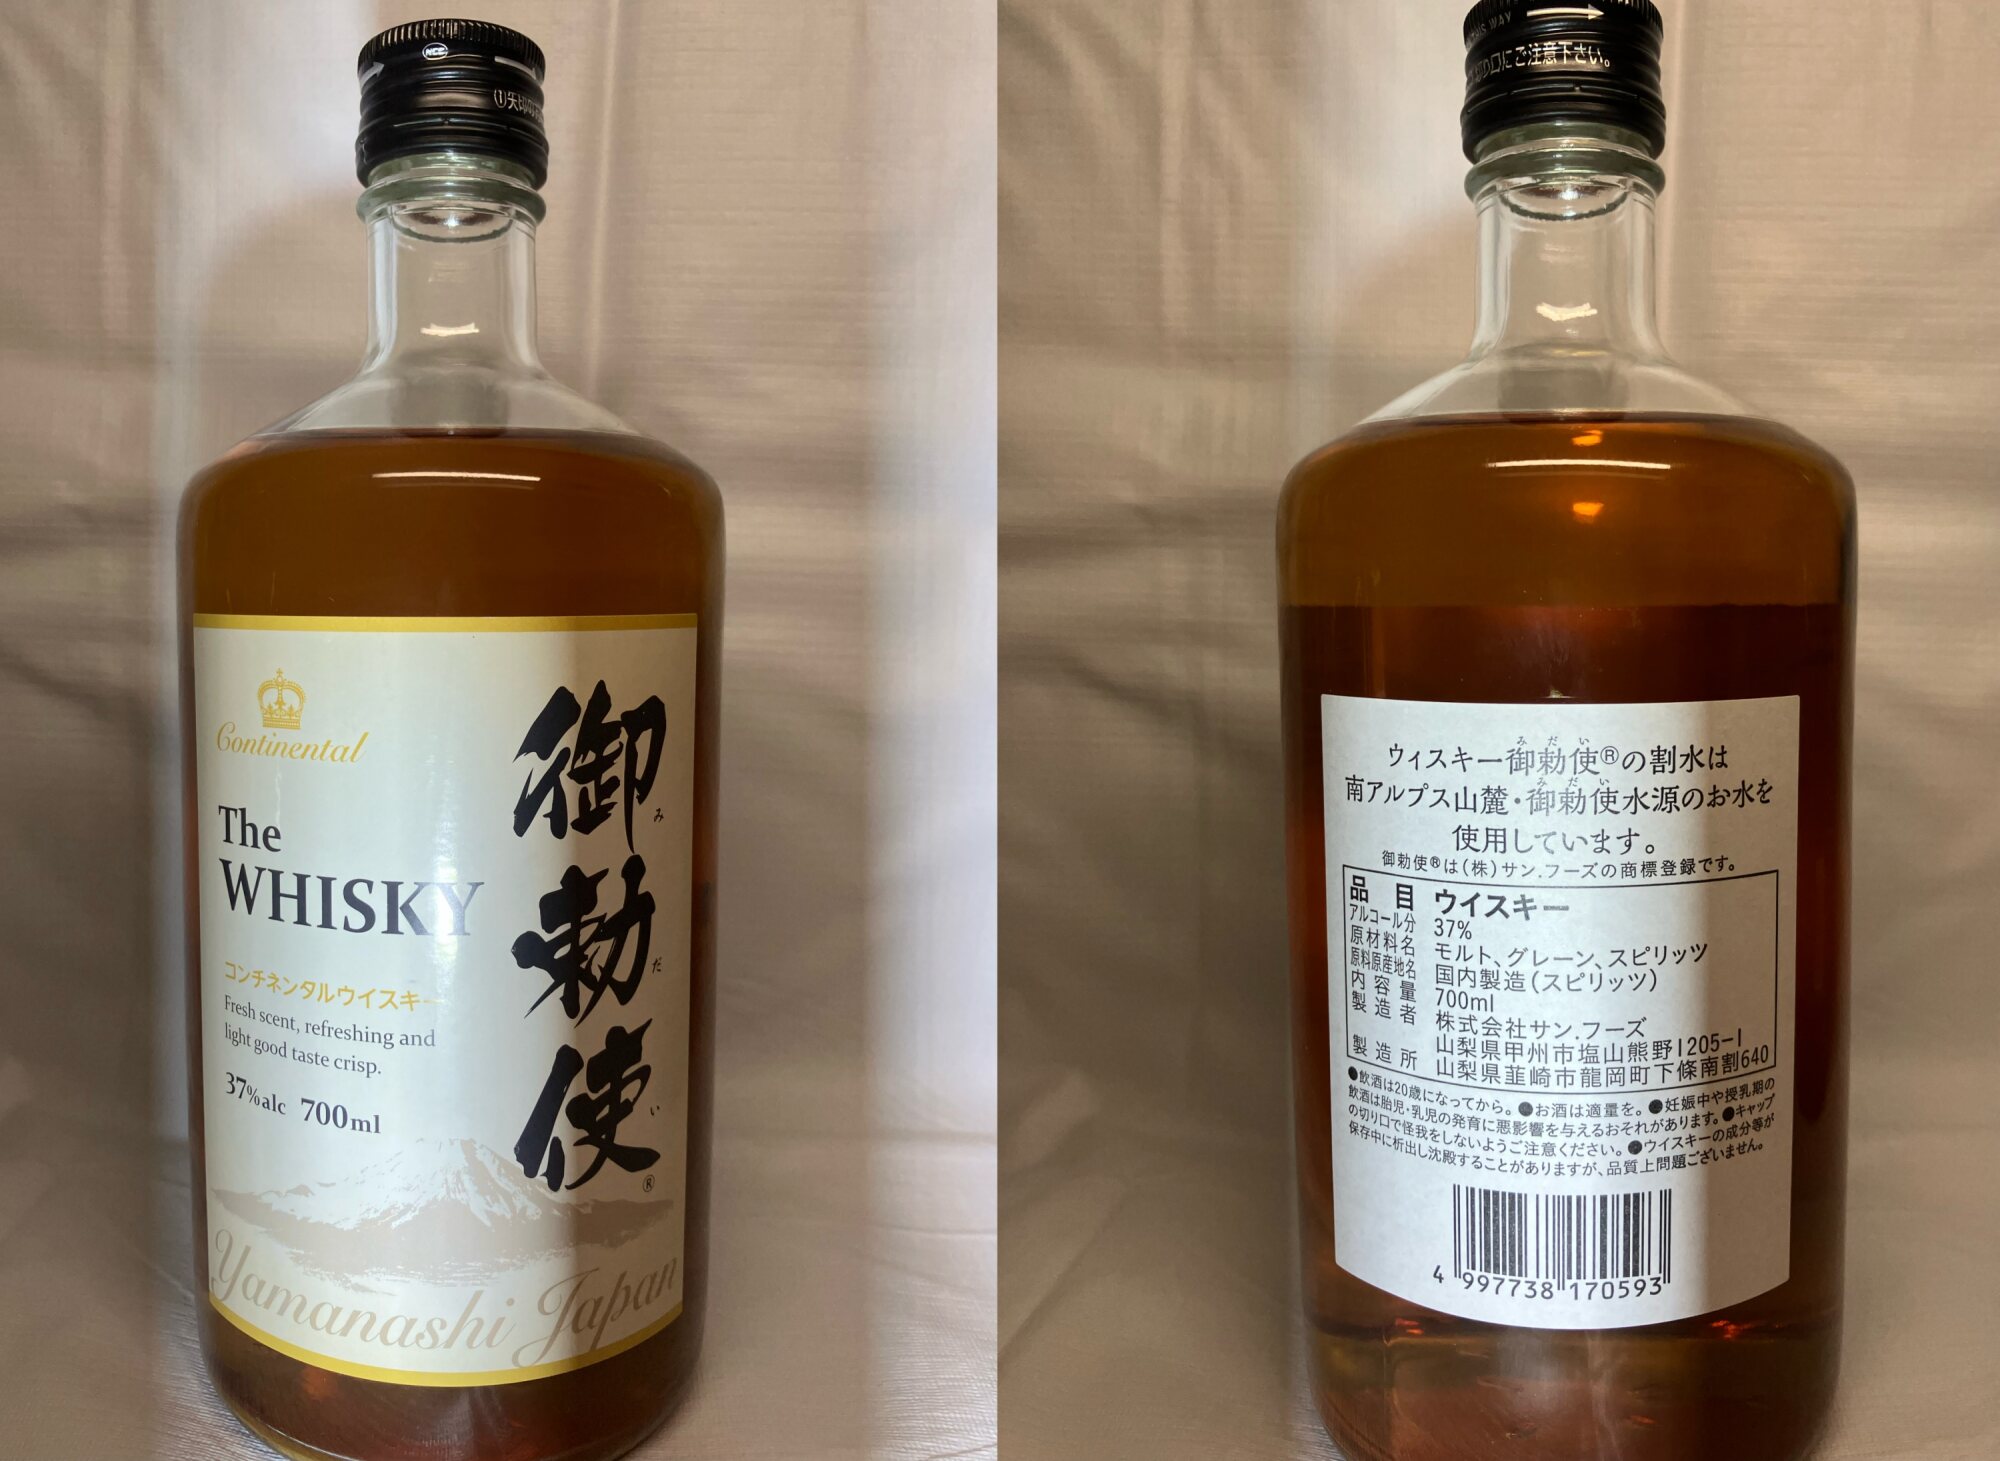 NCC
①矢印の
Continental
The
WHISKY
コンチネンタルウイスキー
Fresh scent, refreshing and
light good taste crisp.
37%alc 700ml
御勅使
みだい
®
Yamanashi Japan
WAY
切り口にご注意下さい。
みだい
ウィスキー御勅使®の割水は
みだい
南アルプス山麓・御勅使水源のお水を
使用しています。
御勅使®は(株)サン.フーズの商標登録です。
品目 ウイスキー
アルコール分 37%
原材料名 モルト、グレーン、スピリッツ
原料原産地名 国内製造(スピリッツ)
内容量 700ml
製造者 株式会社サン.フーズ
山梨県甲州市塩山熊野1205-1
製造所 山梨県韮崎市龍岡町下條南割640
●飲酒は20歳になってから。●お酒は適量を。●妊娠中や授乳期の
飲酒は胎児・乳児の発育に悪影響を与えるおそれがあります。●キャップ
の切り口で怪我をしないようご注意ください。●ウイスキーの成分等が
保存中に析出し沈殿することがありますが、品質上問題ございません。
4 997738 170593